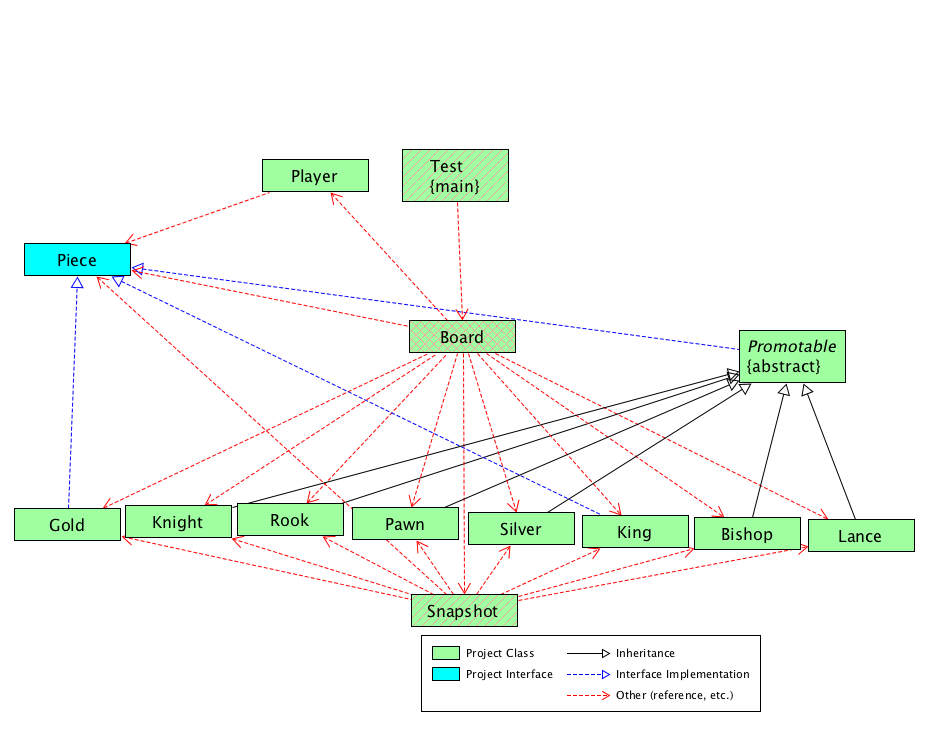 Player
Test
{main}
Piece
Board
Promotable
{abstract}
Gold
Knight
Rook
Pawn
Silver
King
Bishop
Lance
Snapshot
Project Class
Inheritance
Project Interface
Interface Implementation
Other (reference, etc.)